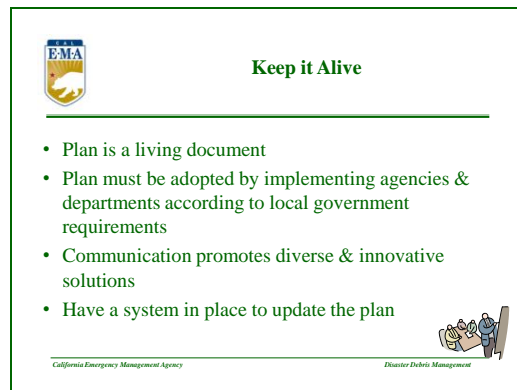 CAL
EMA
Keep it Alive
• Plan is a living document
• Plan must be adopted by implementing agencies &
departments according to local government
requirements
• Communication promotes diverse & innovative
solutions
• Have a system in place to update the plan
California Emergency Management Agency Disaster Debris Management